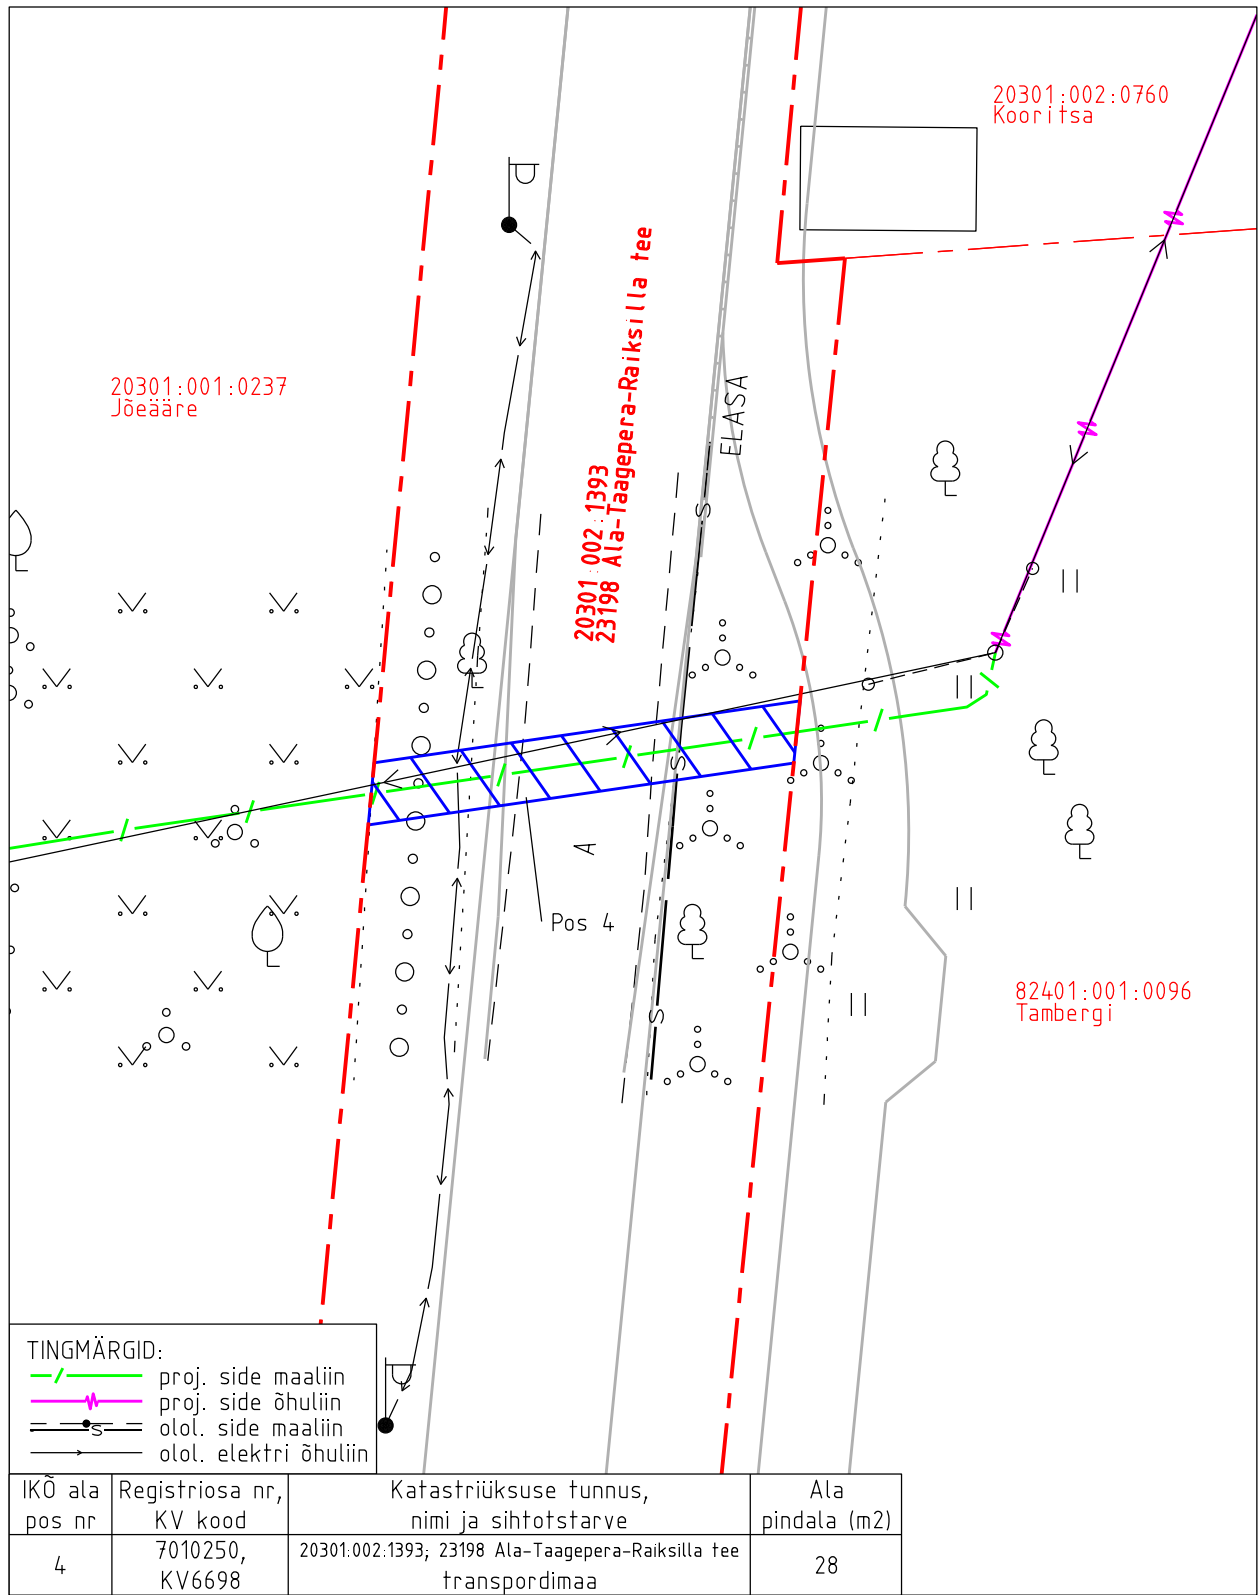 20301:002:0760
Kooritsa
20301:001:0237
Jõeääre
20301:002:1393
23198 Ala-Taagepera-Raiksilla tee
ELASA
S
S
S
A
Pos 4
82401:001:0096
Tambergi
TINGMÄRGID:
proj. side maaliin
proj. side õhuliin
S
olol. side maaliin
olol. elektri õhuliin
IKÕ ala
pos nr
Registriosa nr,
KV kood
Katastriüksuse tunnus,
nimi ja sihtotstarve
Ala
pindala (m2)
4
7010250,
KV6698
20301:002:1393; 23198 Ala-Taagepera-Raiksilla tee
transpordimaa
28